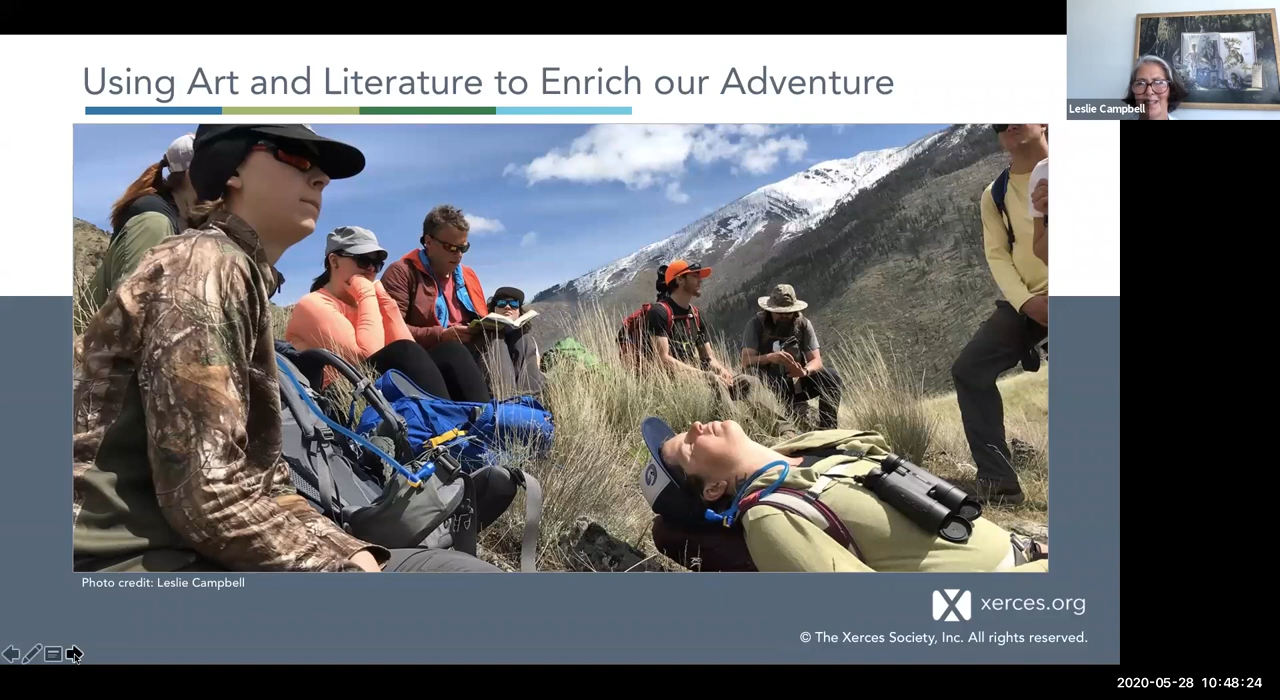 Using Art and Literature to Enrich our Adventure
Leslie Campbell
Photo credit: Leslie Campbell
xerces.org
© The Xerces Society, Inc. All rights reserved.
2020-05-28 10:48:24